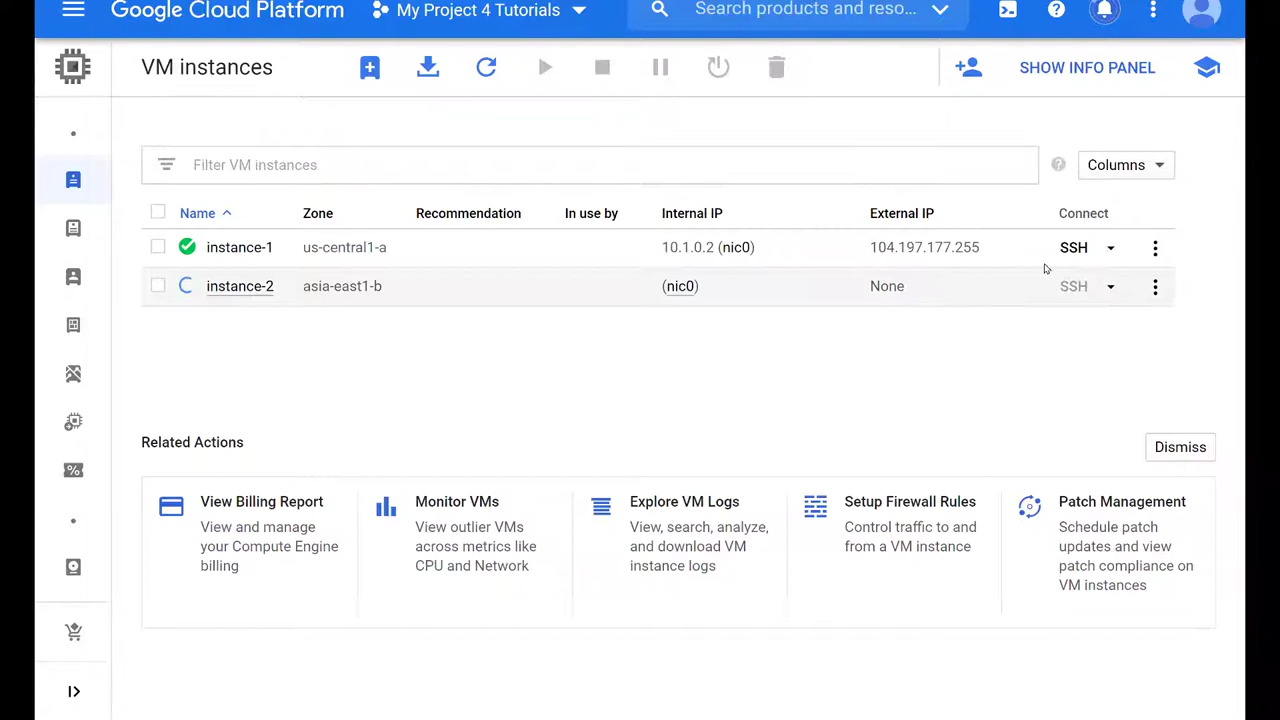 Google Cloud Platform
My Project 4 Tutorials
Search products and reso...
VM instances
SHOW INFO PANEL
Filter VM instances
Columns
Name Zone Recommendation In use by Internal IP External IP Connect
instance-1 us-central1-a 10.1.0.2 (nic0) 104.197.177.255 SSH
instance-2 asia-east1-b (nic0) None SSH
Related Actions
Dismiss
View Billing Report
View and manage
your Compute Engine
billing
Monitor VMs
View outlier VMs
across metrics like
CPU and Network
Explore VM Logs
View, search, analyze,
and download VM
instance logs
Setup Firewall Rules
Control traffic to and
from a VM instance
Patch Management
Schedule patch
updates and view
patch compliance on
VM instances